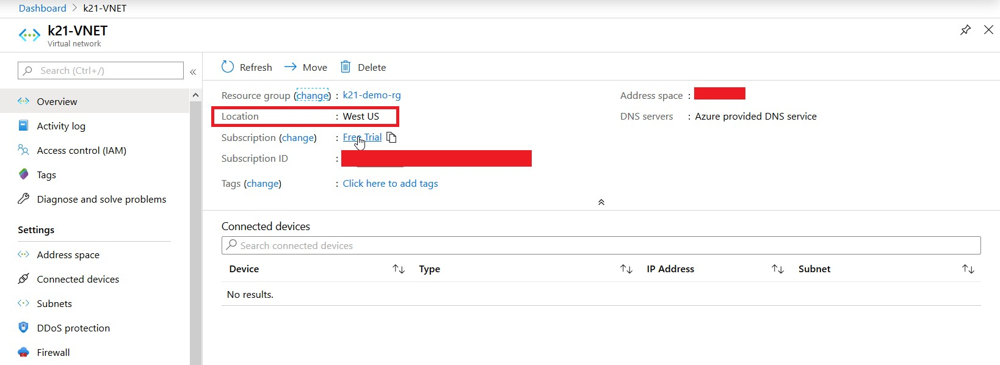 Dashboard > k21-VNET
k21-VNET
Virtual network
Search (Ctrl+/)
«
Overview
Activity log
Access control (IAM)
Tags
Diagnose and solve problems
Settings
Address space
Connected devices
Subnets
DDoS protection
Firewall
Refresh Move Delete
Resource group (change) : k21-demo-rg
Location : West US
Subscription (change) : Free Trial
Subscription ID :
Tags (change) : Click here to add tags
Address space :
DNS servers : Azure provided DNS service
Connected devices
Search connected devices
Device Type IP Address Subnet
No results.